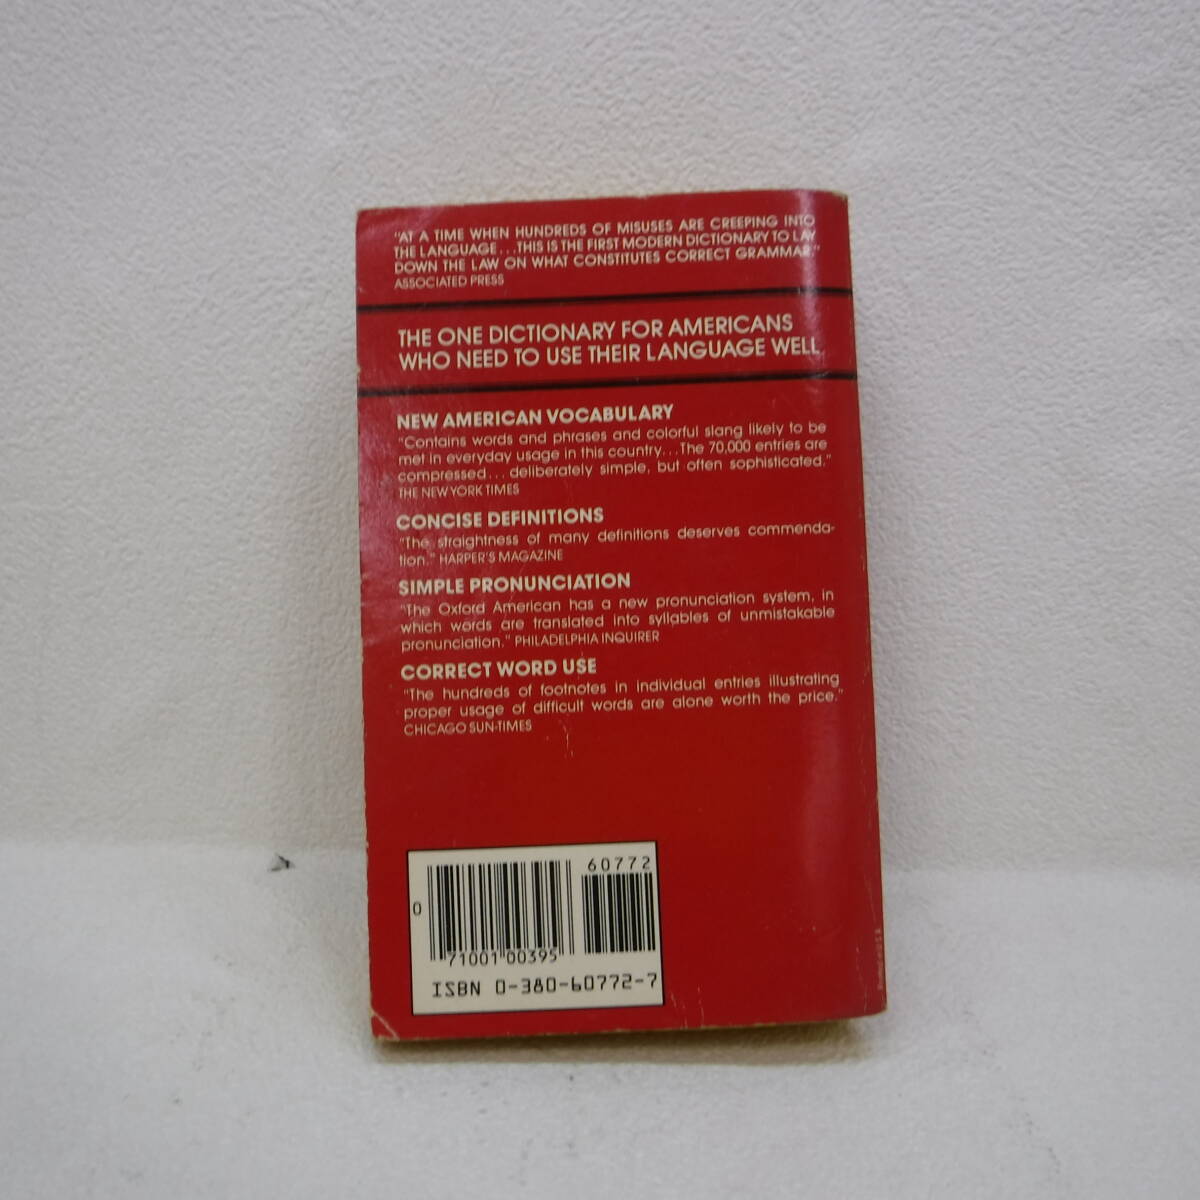 "AT A TIME WHEN HUNDREDS OF MISUSES ARE CREEPING INTO
THE LANGUAGE...THIS IS THE FIRST MODERN DICTIONARY TO LAY
DOWN THE LAW ON WHAT CONSTITUTES CORRECT GRAMMAR."
ASSOCIATED PRESS
THE ONE DICTIONARY FOR AMERICANS
WHO NEED TO USE THEIR LANGUAGE WELL
NEW AMERICAN VOCABULARY
"Contains words and phrases and colorful slang likely to be
met in everyday usage in this country...The 70,000 entries are
compressed...deliberately simple, but often sophisticated."
THE NEW YORK TIMES
CONCISE DEFINITIONS
"The straightness of many definitions deserves commenda-
tion." HARPER'S MAGAZINE
SIMPLE PRONUNCIATION
"The Oxford American has a new pronunciation system, in
which words are translated into syllables of unmistakable
pronunciation." PHILADELPHIA INQUIRER
CORRECT WORD USE
"The hundreds of footnotes in individual entries illustrating
proper usage of difficult words are alone worth the price."
CHICAGO SUN-TIMES
60772
0
71001 00395
ISBN 0-380-60772-7